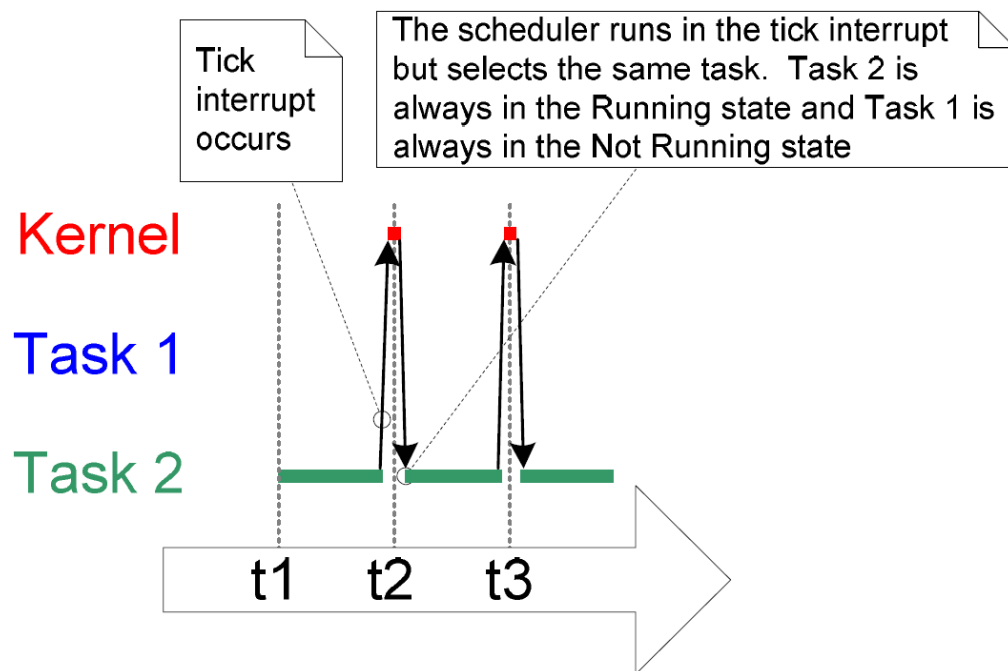 Tick
interrupt
occurs
The scheduler runs in the tick interrupt
but selects the same task.  Task 2 is
always in the Running state and Task 1 is
always in the Not Running state
Kernel
Task 1
Task 2
t1 t2 t3